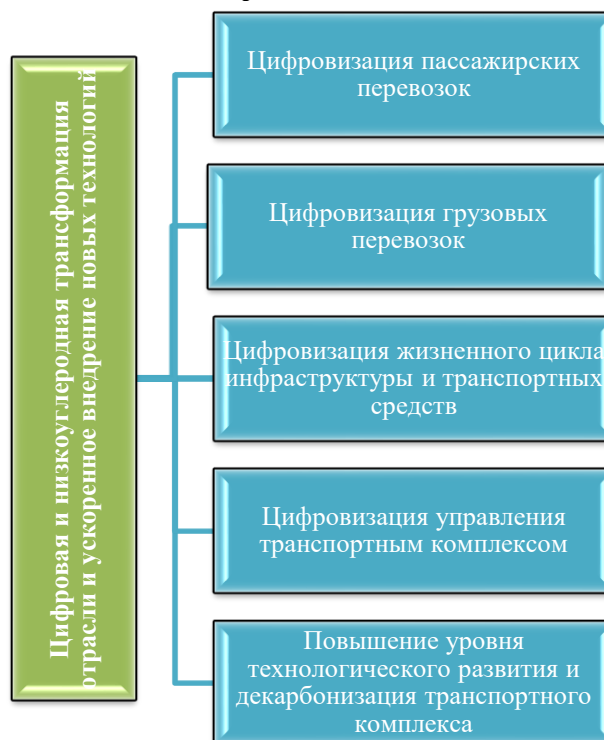 Цифровая и низкоуглеродная трансформация
отрасли и ускоренное внедрение новых технологий
Цифровизация пассажирских
перевозок
Цифровизация грузовых
перевозок
Цифровизация жизненного цикла
инфраструктуры и транспортных
средств
Цифровизация управления
транспортным комплексом
Повышение уровня
технологического развития и
декарбонизация транспортного
комплекса